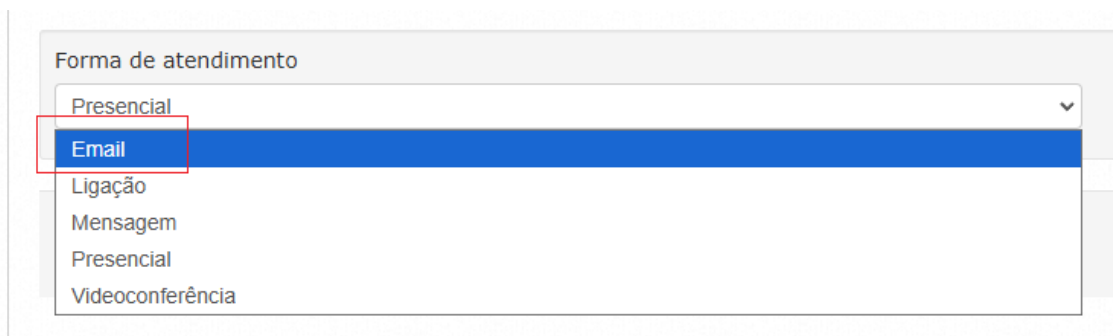 Forma de atendimento
Presencial
Email
Ligação
Mensagem
Presencial
Videoconferência